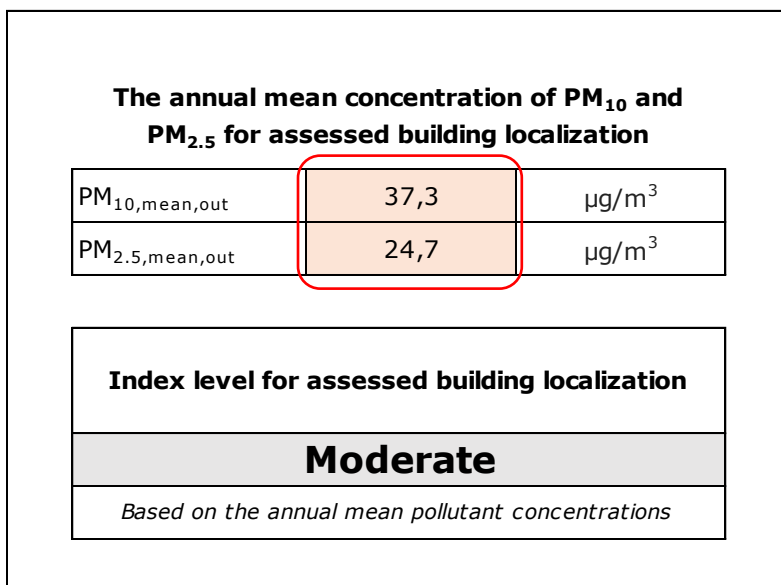 The annual mean concentration of PM10 and
PM2.5 for assessed building localization
PM10,mean,out 37,3 µg/m3
PM2.5,mean,out 24,7 µg/m3
Index level for assessed building localization
Moderate
Based on the annual mean pollutant concentrations